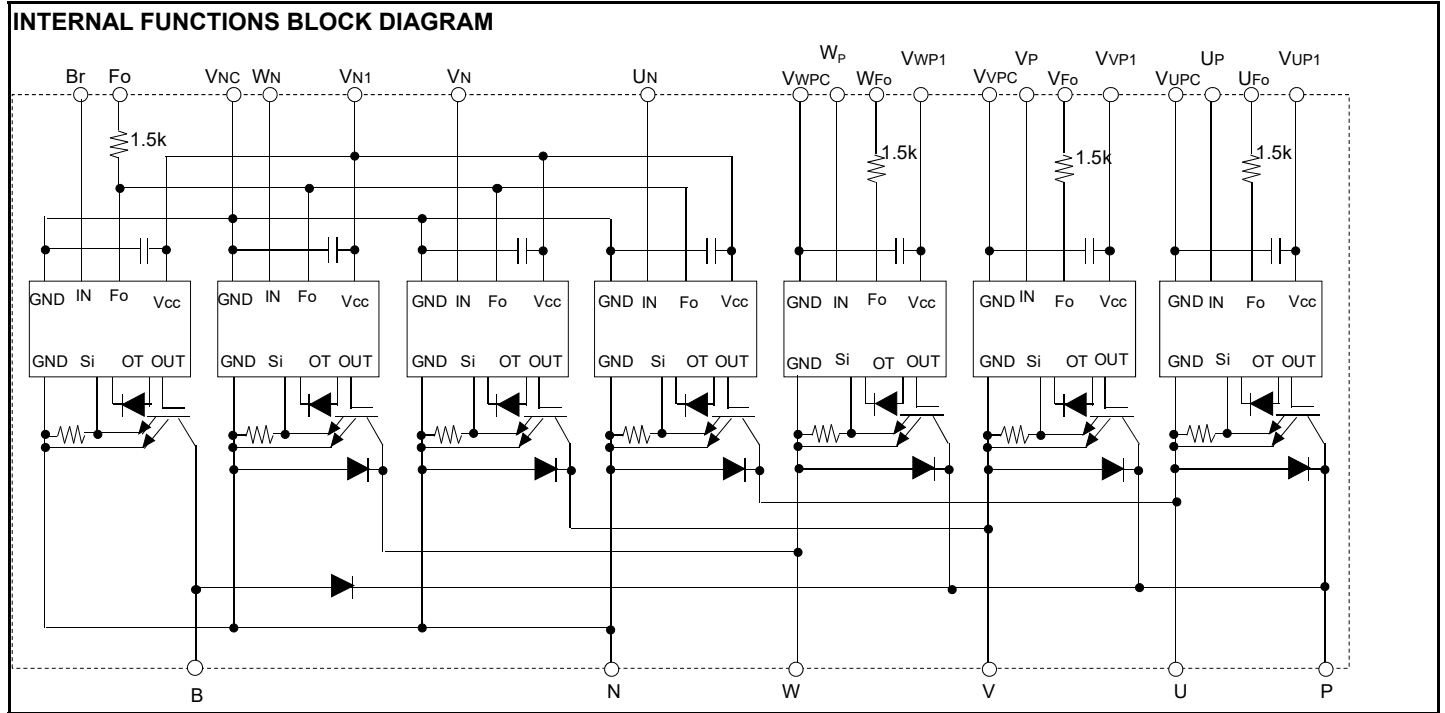 INTERNAL FUNCTIONS BLOCK DIAGRAM
Br Fo VNC WN VN1 VN UN VWPC WP WFo VWP1 VVPC VP VFo VVP1 VUPC UP UFo VUP1
1.5k 1.5k 1.5k 1.5k
GND IN Fo Vcc GND IN Fo Vcc GND IN Fo Vcc GND IN Fo Vcc GND IN Fo Vcc GND IN Fo Vcc GND IN Fo Vcc
GND Si OT OUT GND Si OT OUT GND Si OT OUT GND Si OT OUT GND Si OT OUT GND Si OT OUT GND Si OT OUT
B N W V U P